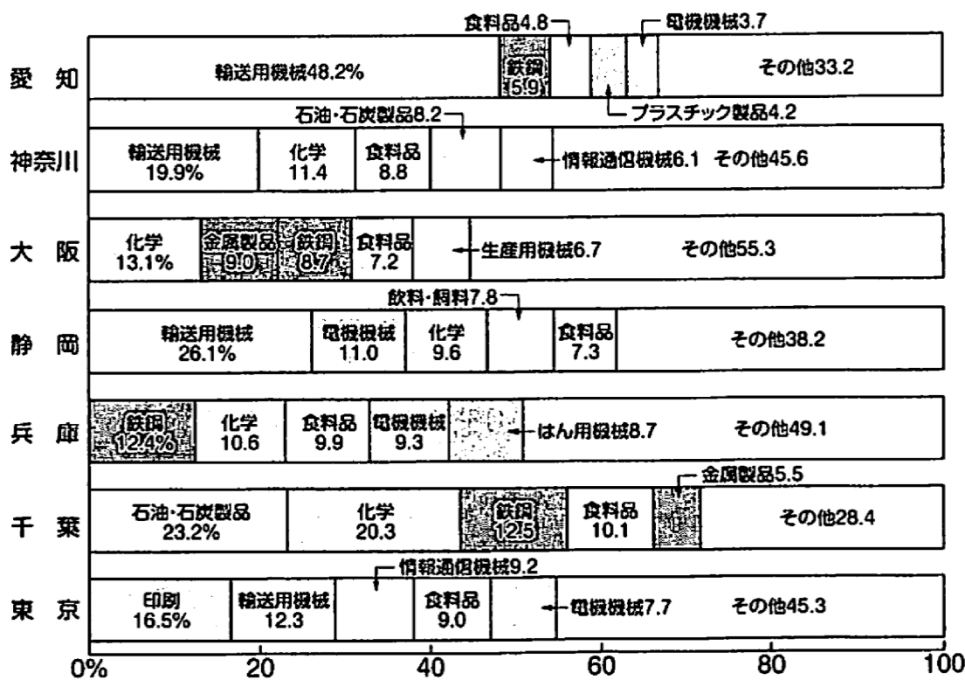 食料品4.8
電機機械3.7
愛知
輸送用機械48.2%
鉄鋼
5.9
その他33.2
プラスチック製品4.2
石油・石炭製品8.2
神奈川
輸送用機械
19.9%
化学
11.4
食料品
8.8
情報通信機械6.1
その他45.6
大阪
化学
13.1%
金属製品
9.0
鉄鋼
8.7
食料品
7.2
生産用機械6.7
その他55.3
飲料・飼料7.8
静岡
輸送用機械
26.1%
電機機械
11.0
化学
9.6
食料品
7.3
その他38.2
兵庫
鉄鋼
12.4%
化学
10.6
食料品
9.9
電機機械
9.3
はん用機械8.7
その他49.1
金属製品5.5
千葉
石油・石炭製品
23.2%
化学
20.3
鉄鋼
12.5
食料品
10.1
その他28.4
情報通信機械9.2
東京
印刷
16.5%
輸送用機械
12.3
食料品
9.0
電機機械7.7
その他45.3
0% 20 40 60 80 100